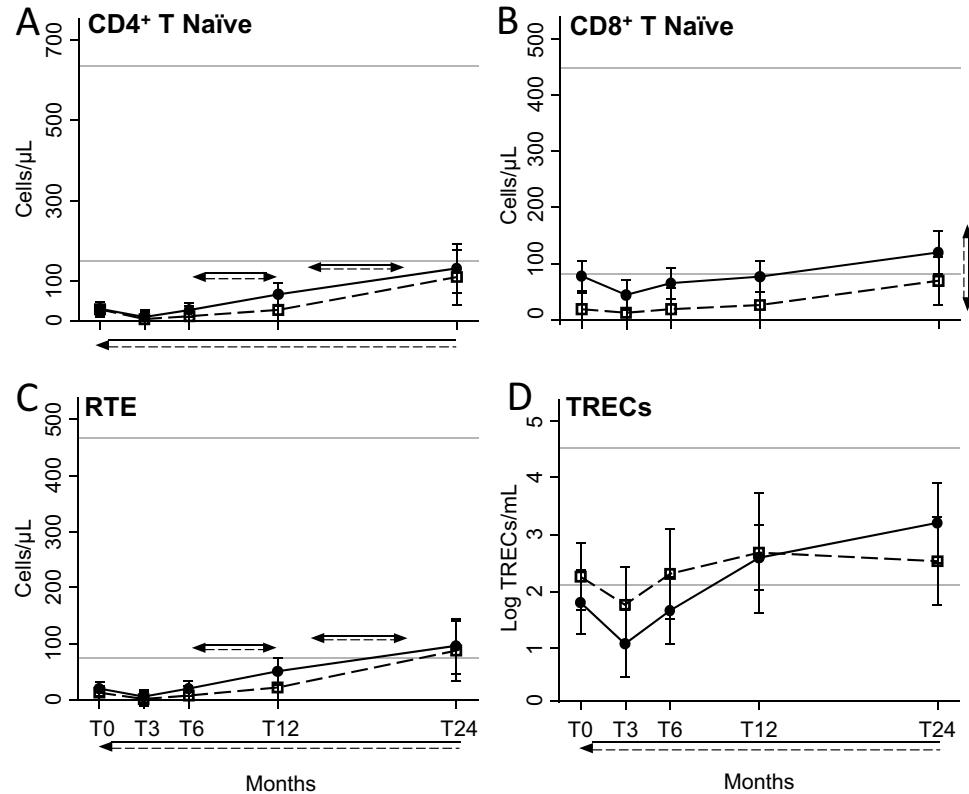 A
CD4⁺ T Naïve
Cells/µL
700
500
300
100
0
B
CD8⁺ T Naïve
Cells/µL
500
400
300
200
100
0
C
RTE
Cells/µL
500
400
300
200
100
0
T0 T3 T6 T12 T24
Months
D
TRECs
Log TRECs/mL
5
4
3
2
1
0
T0 T3 T6 T12 T24
Months